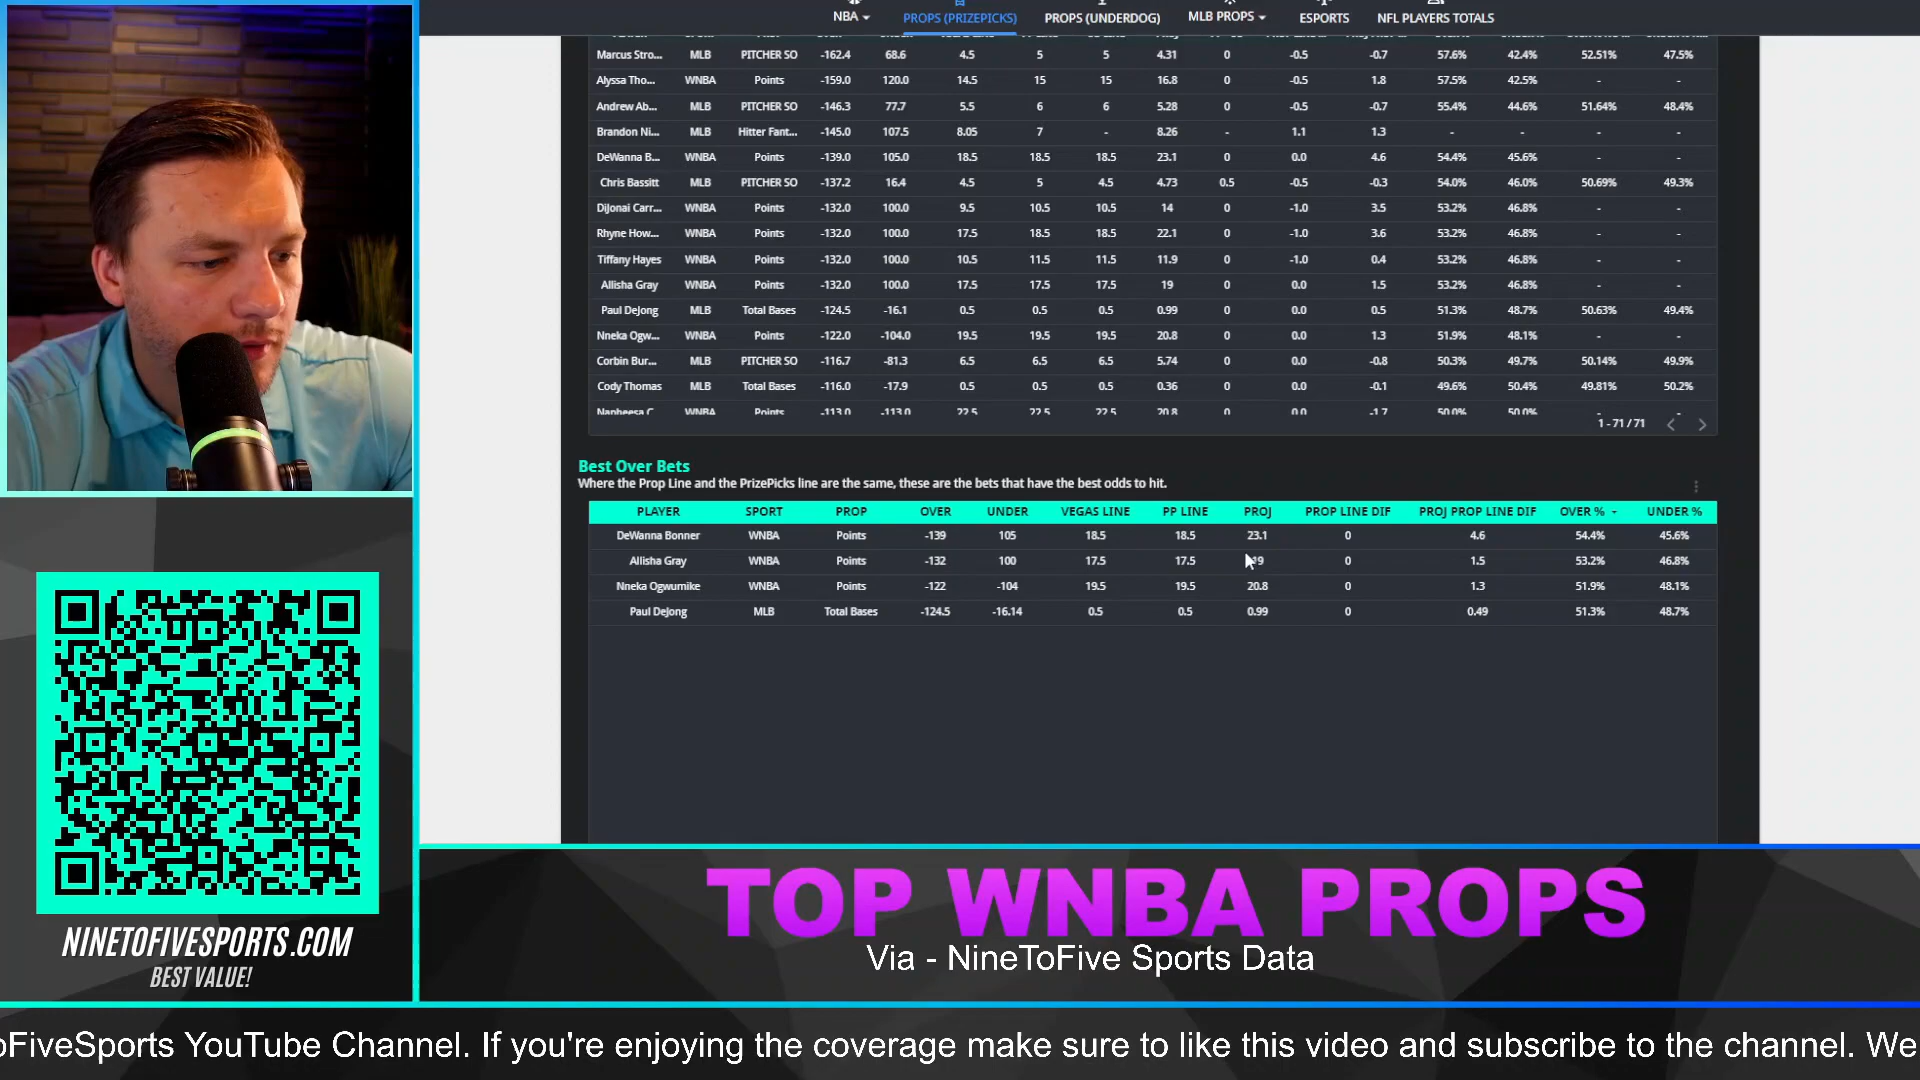 NBA PROPS (PRIZEPICKS) PROPS (UNDERDOG) MLB PROPS ESPORTS NFL PLAYERS TOTALS
Marcus Stro... MLB PITCHER SO -162.4 68.6 4.5 5 5 4.31 0 -0.5 -0.7 57.6% 42.4% 52.51% 47.5%
Alyssa Tho... WNBA Points -159.0 120.0 14.5 15 15 16.8 0 -0.5 1.8 57.5% 42.5% - -
Andrew Ab... MLB PITCHER SO -146.3 77.7 5.5 6 6 5.28 0 -0.5 -0.7 55.4% 44.6% 51.64% 48.4%
Brandon Ni... MLB Hitter Fant... -145.0 107.5 8.05 7 - 8.26 - 1.1 1.3 - - - -
DeWanna B... WNBA Points -139.0 105.0 18.5 18.5 18.5 23.1 0 0.0 4.6 54.4% 45.6% - -
Chris Bassitt MLB PITCHER SO -137.2 16.4 4.5 5 4.5 4.73 0.5 -0.5 -0.3 54.0% 46.0% 50.69% 49.3%
DiJonai Carr... WNBA Points -132.0 100.0 9.5 10.5 10.5 14 0 -1.0 3.5 53.2% 46.8% - -
Rhyne How... WNBA Points -132.0 100.0 17.5 18.5 18.5 22.1 0 -1.0 3.6 53.2% 46.8% - -
Tiffany Hayes WNBA Points -132.0 100.0 10.5 11.5 11.5 11.9 0 -1.0 0.4 53.2% 46.8% - -
Allisha Gray WNBA Points -132.0 100.0 17.5 17.5 17.5 19 0 0.0 1.5 53.2% 46.8% - -
Paul DeJong MLB Total Bases -124.5 -16.1 0.5 0.5 0.5 0.99 0 0.0 0.5 51.3% 48.7% 50.63% 49.4%
Nneka Ogw... WNBA Points -122.0 -104.0 19.5 19.5 19.5 20.8 0 0.0 1.3 51.9% 48.1% - -
Corbin Bur... MLB PITCHER SO -116.7 -81.3 6.5 6.5 6.5 5.74 0 0.0 -0.8 50.3% 49.7% 50.14% 49.9%
Cody Thomas MLB Total Bases -116.0 -17.9 0.5 0.5 0.5 0.36 0 0.0 -0.1 49.6% 50.4% 49.81% 50.2%
WNBA Points -113.0 -113.0 22.5 22.5 22.5 20.8 0 0.0 -1.7 50.0% 50.0% - -
1 - 71 / 71
Best Over Bets
Where the Prop Line and the PrizePicks line are the same, these are the bets that have the best odds to hit.
PLAYER SPORT PROP OVER UNDER VEGAS LINE PP LINE PROJ PROP LINE DIF PROJ PROP LINE DIF OVER % UNDER %
DeWanna Bonner WNBA Points -139 105 18.5 18.5 23.1 0 4.6 54.4% 45.6%
Allisha Gray WNBA Points -132 100 17.5 17.5 0 1.5 53.2% 46.8%
Nneka Ogwumike WNBA Points -122 -104 19.5 19.5 20.8 0 1.3 51.9% 48.1%
Paul DeJong MLB Total Bases -124.5 -16.14 0.5 0.5 0.99 0 0.49 51.3% 48.7%
NINETOFIVESPORTS.COM
BEST VALUE!
TOP WNBA PROPS
Via - NineToFive Sports Data
oFiveSports YouTube Channel. If you're enjoying the coverage make sure to like this video and subscribe to the channel. We